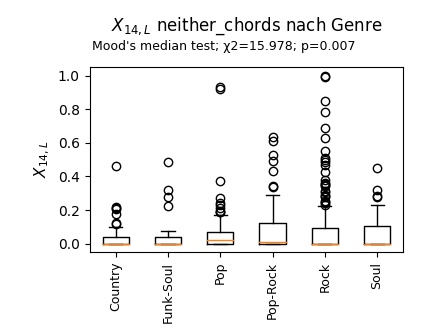 X14,L neither_chords nach Genre
Mood's median test; χ2=15.978; p=0.007
X14,L
1.0
0.8
0.6
0.4
0.2
0.0
Country
Funk-Soul
Pop
Pop-Rock
Rock
Soul